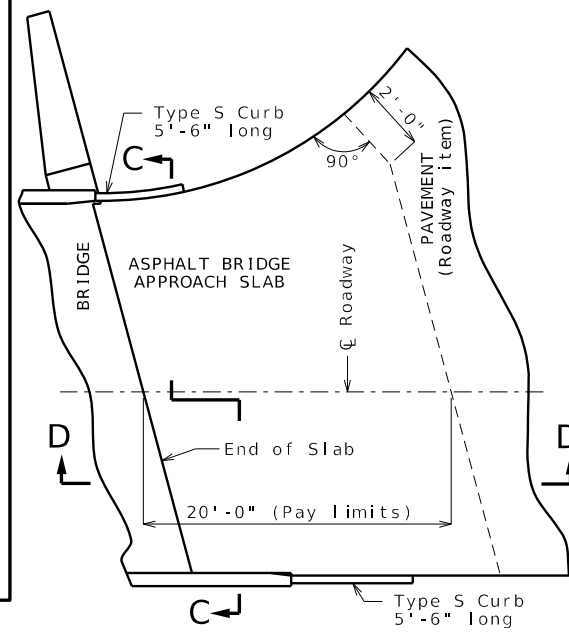 Type S Curb
5'-6" long
C
2'-0"
90°
PAVEMENT
(Roadway item)
BRIDGE
ASPHALT BRIDGE
APPROACH SLAB
℄ Roadway
D
D
End of Slab
20'-0" (Pay limits)
C
Type S Curb
5'-6" long